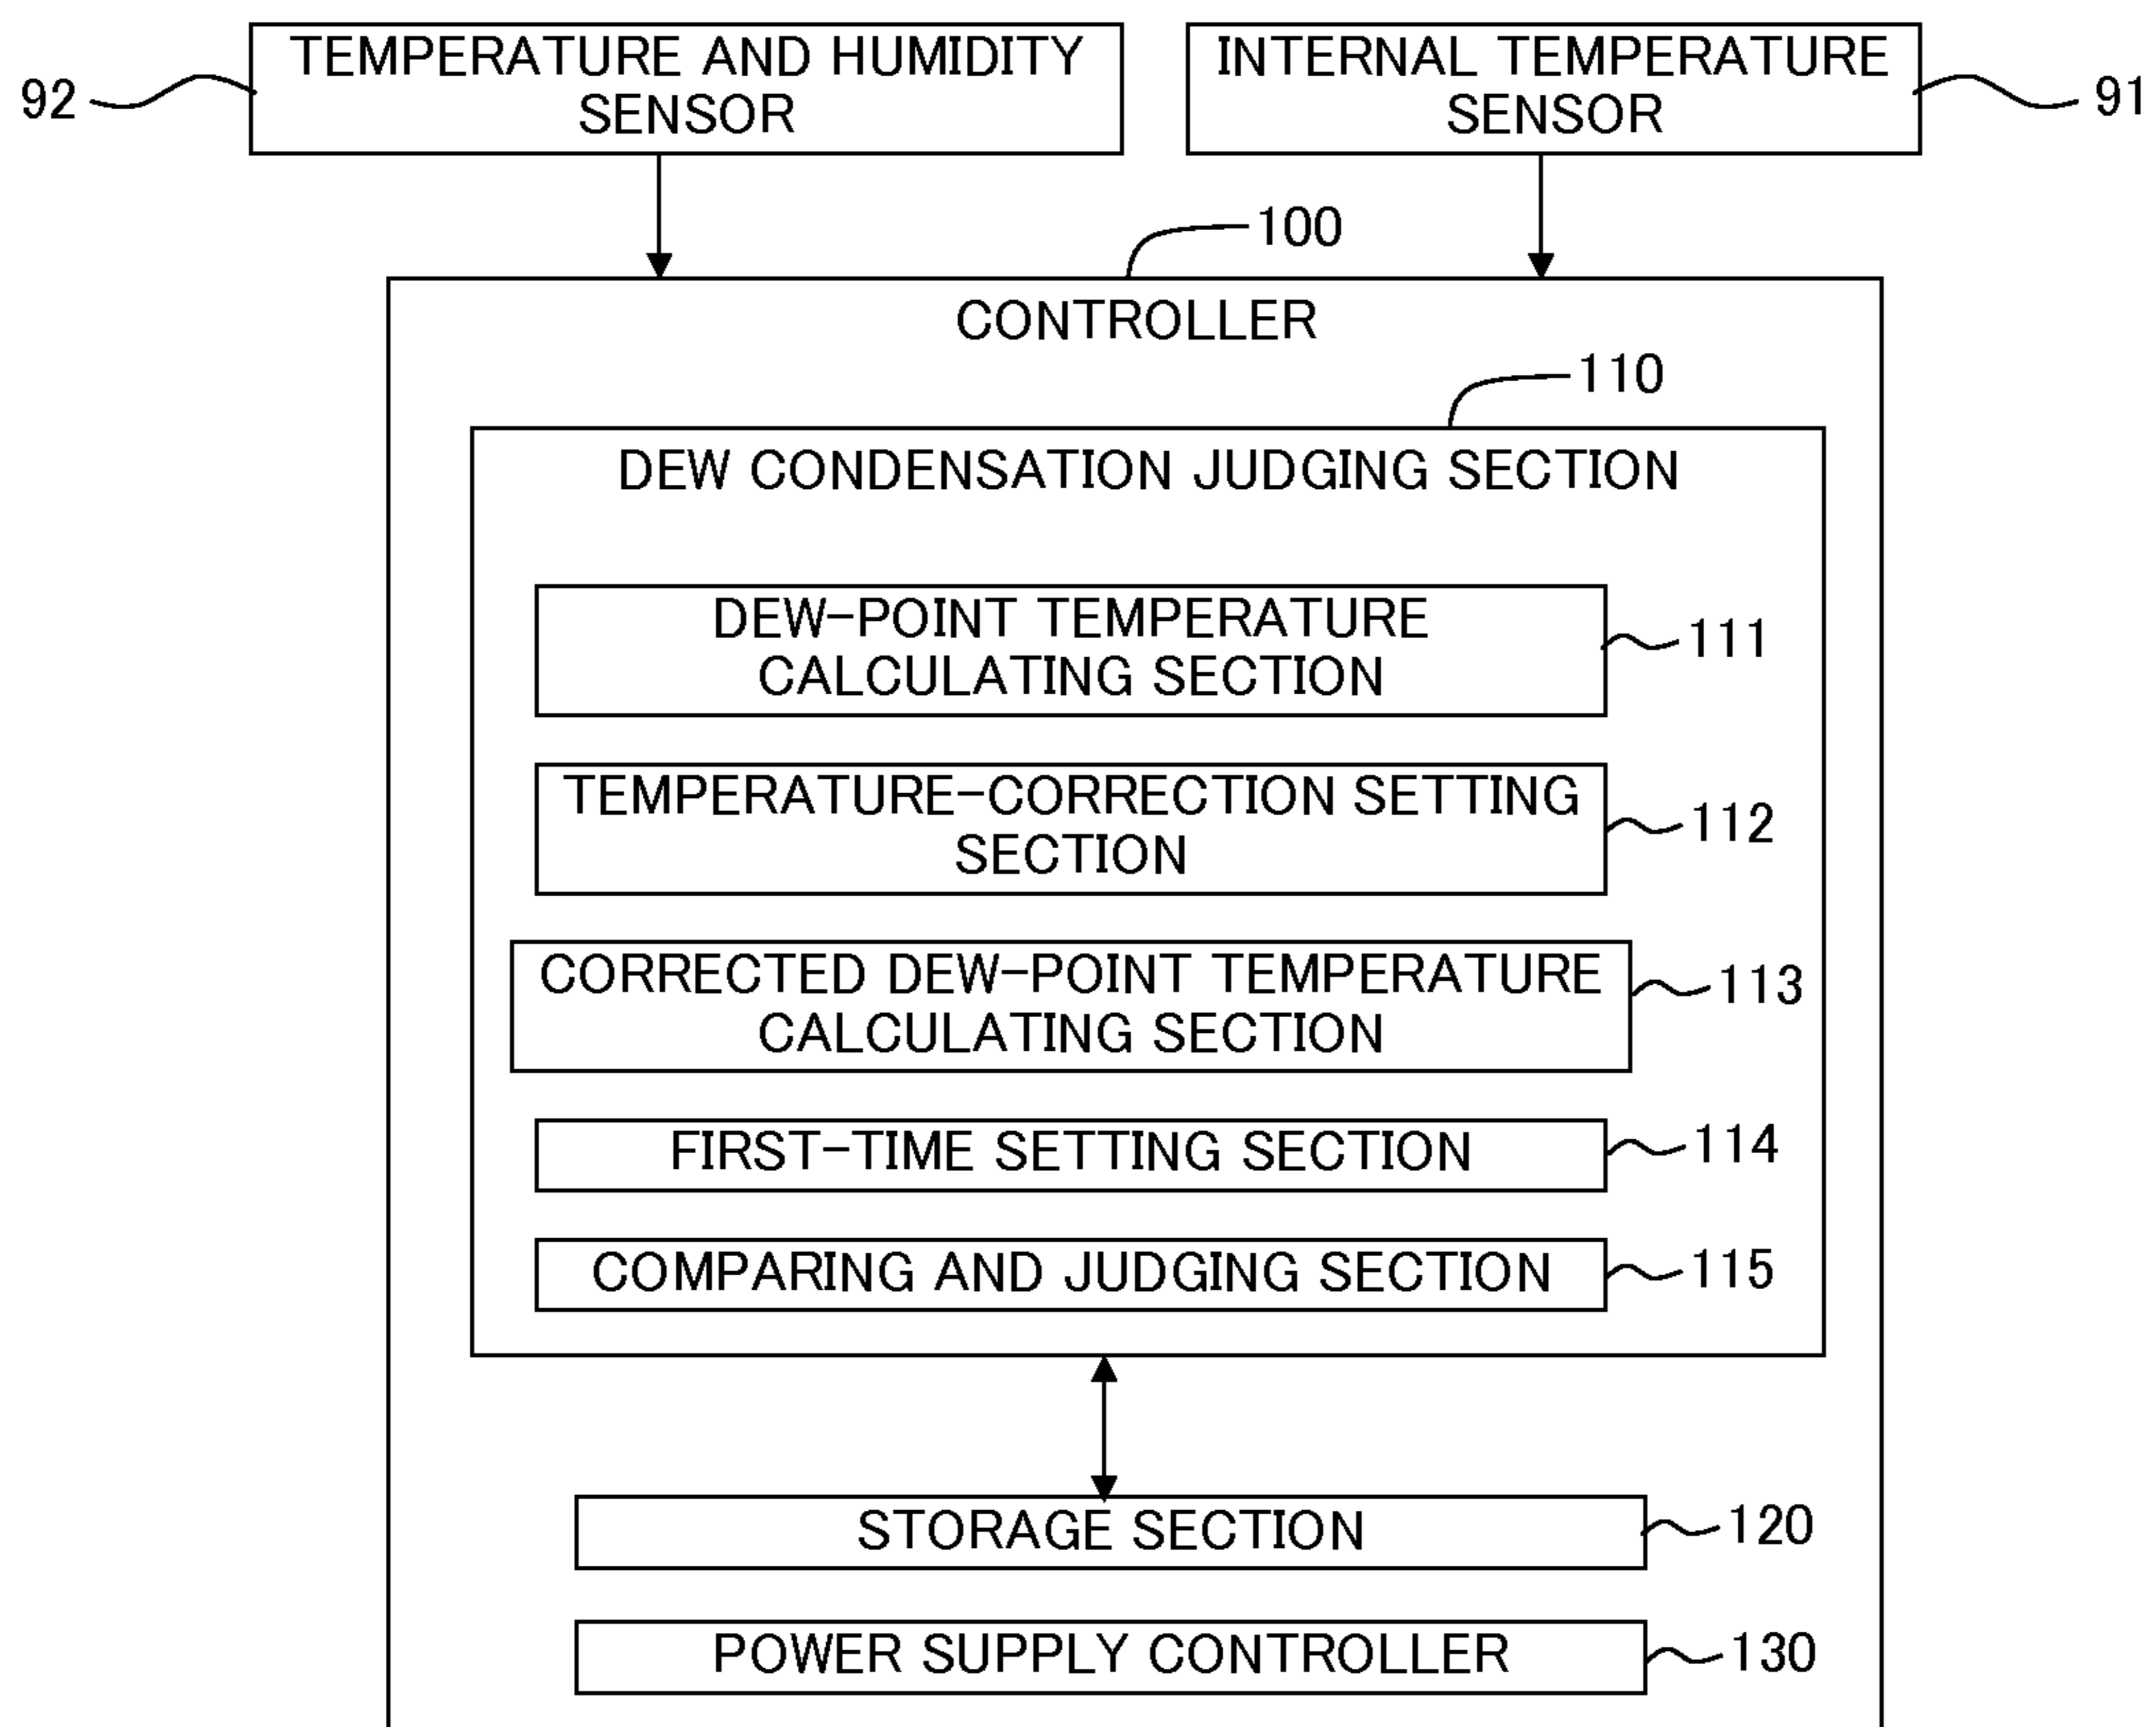 TEMPERATURE AND HUMIDITY
SENSOR
92
INTERNAL TEMPERATURE
SENSOR
91
100
CONTROLLER
110
DEW CONDENSATION JUDGING SECTION
DEW-POINT TEMPERATURE
CALCULATING SECTION
111
TEMPERATURE-CORRECTION SETTING
SECTION
112
CORRECTED DEW-POINT TEMPERATURE
CALCULATING SECTION
113
FIRST-TIME SETTING SECTION
114
COMPARING AND JUDGING SECTION
115
STORAGE SECTION
120
POWER SUPPLY CONTROLLER
130